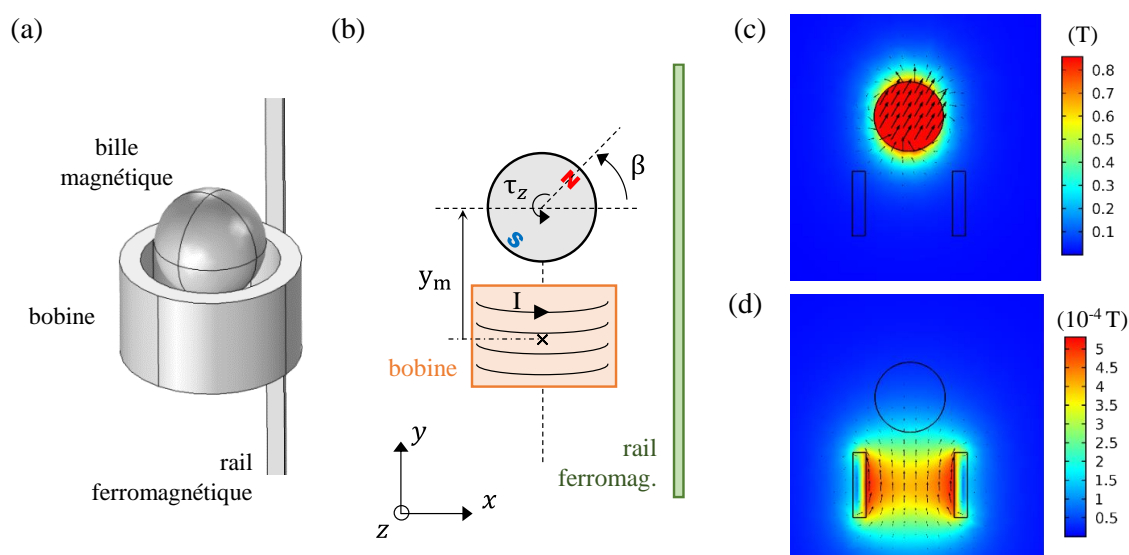 (a)
bille
magnétique
bobine
rail
ferromagnétique
(b)
β
N
τz
S
ym
I
bobine
rail
ferromag.
y
x
z
(c)
(T)
0.8
0.7
0.6
0.5
0.4
0.3
0.2
0.1
(d)
(10⁻⁴ T)
5
4.5
4
3.5
3
2.5
2
1.5
1
0.5